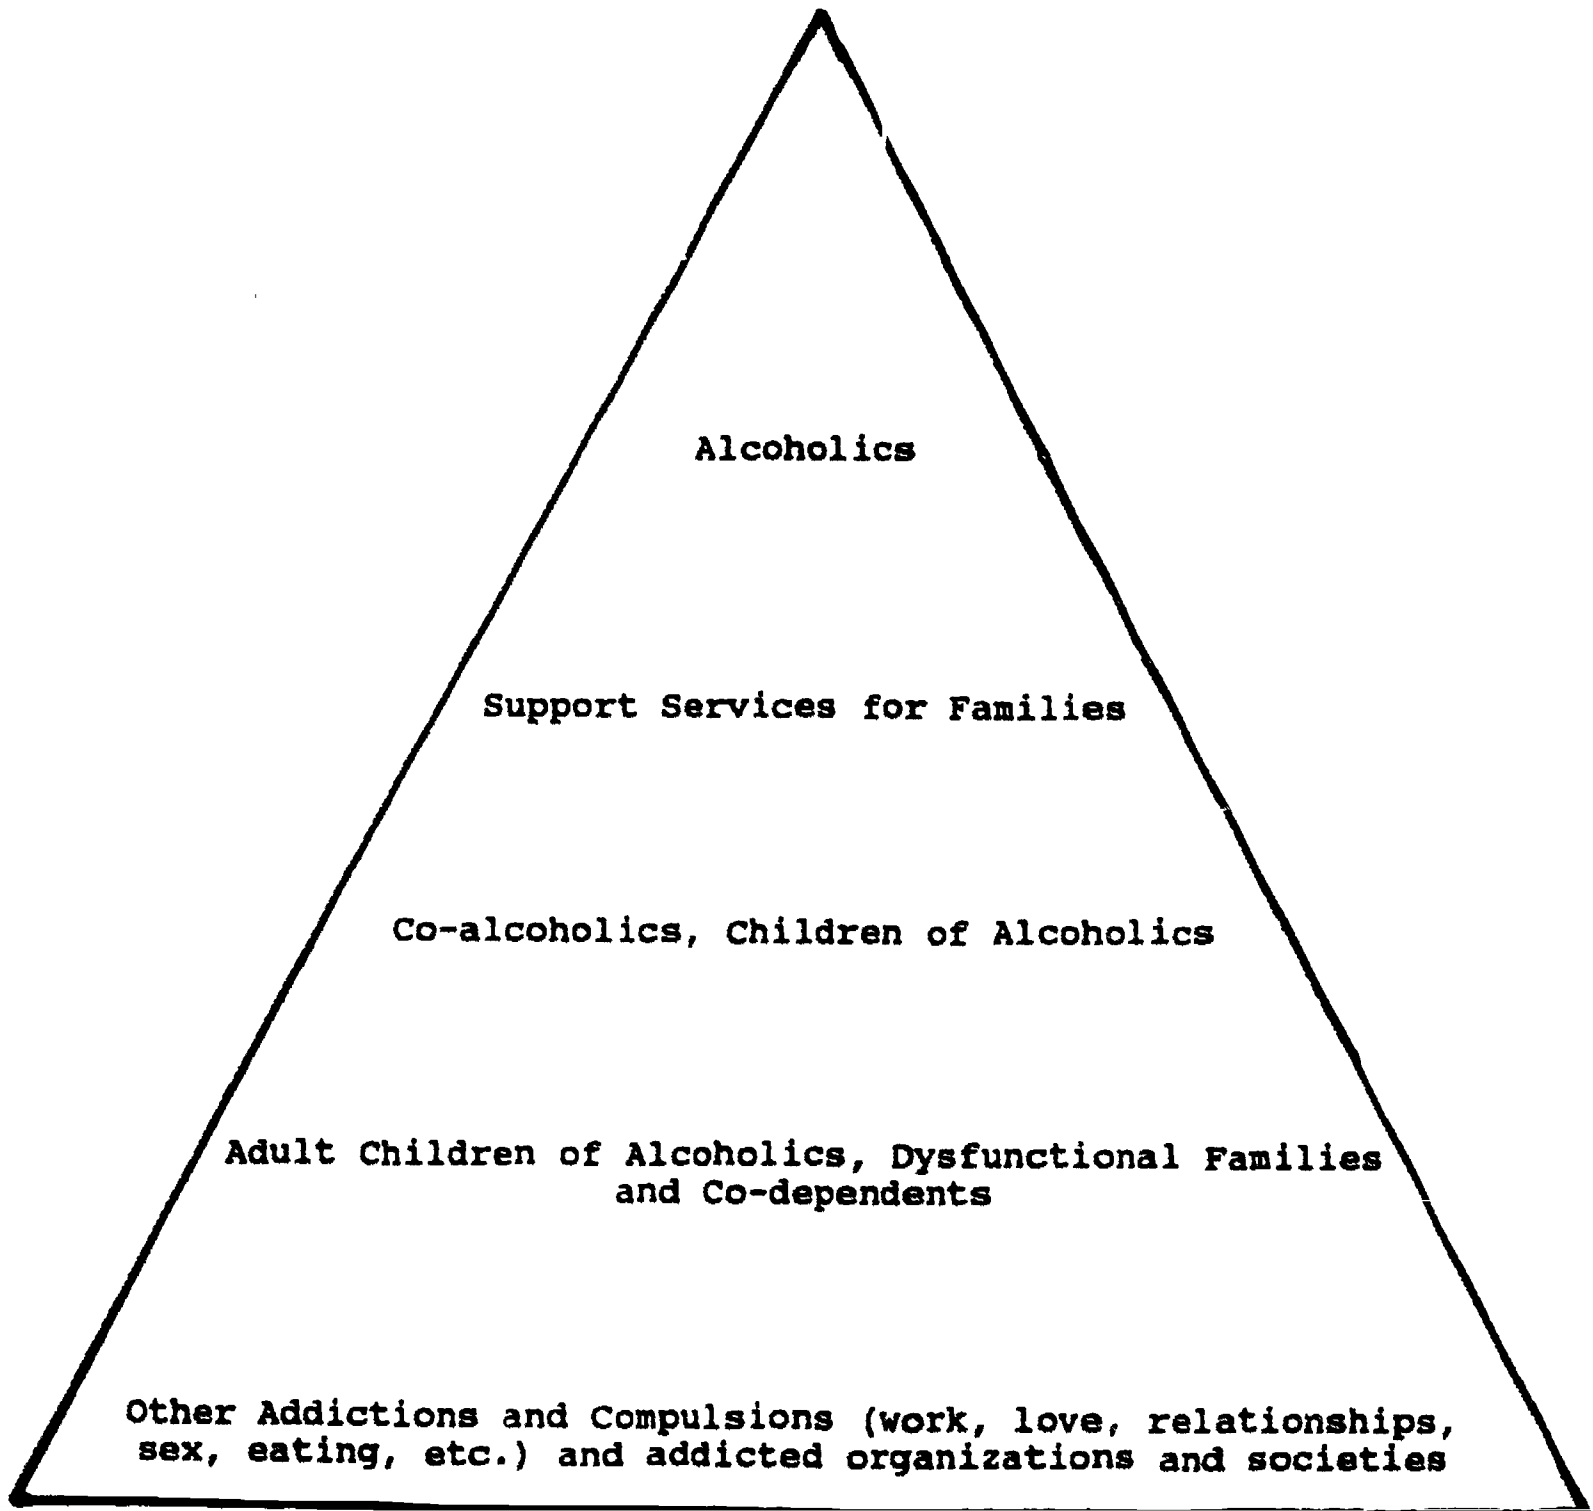 Alcoholics
Support Services for Families
Co-alcoholics, Children of Alcoholics
Adult Children of Alcoholics, Dysfunctional Families
and Co-dependents
Other Addictions and Compulsions (work, love, relationships,
sex, eating, etc.) and addicted organizations and societies